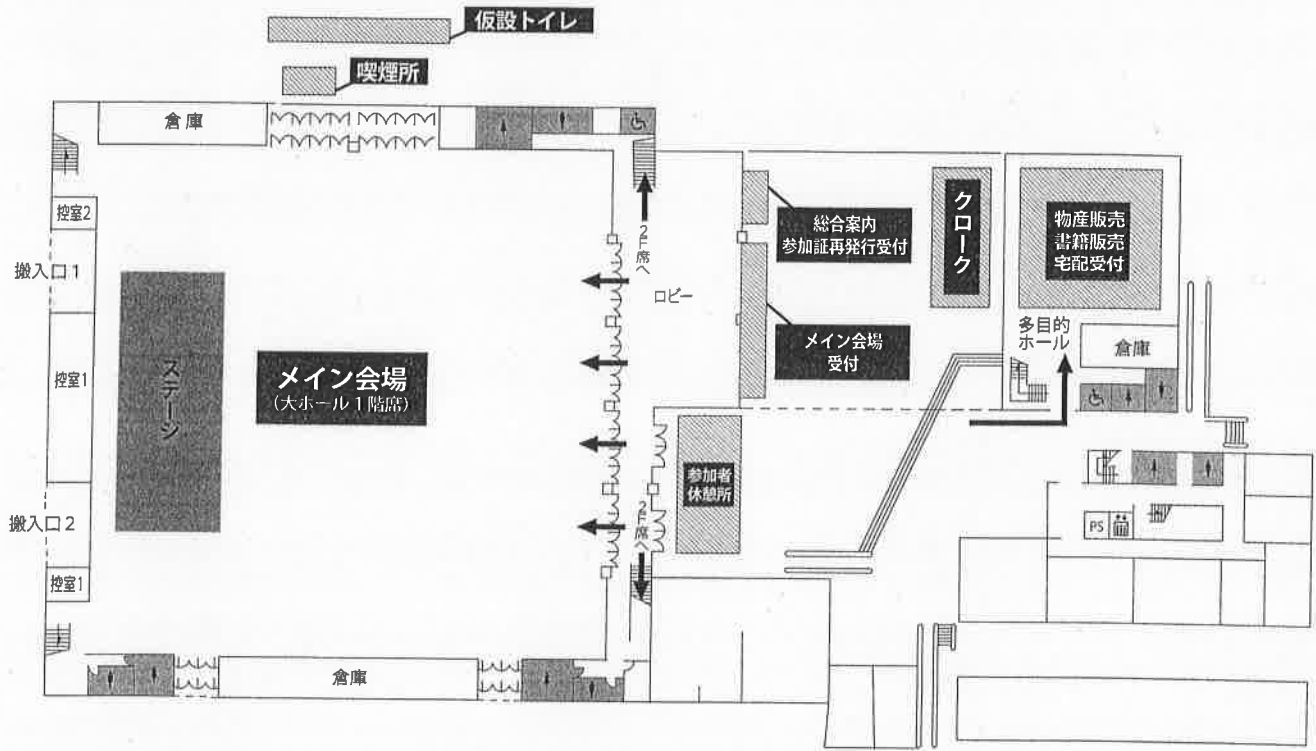 仮設トイレ
喫煙所
倉庫
控室2
搬入口1
控室1
搬入口2
控室1
ステージ
メイン会場
(大ホール1階席)
2F席へ
ロビー
2F席へ
総合案内
参加証再発行受付
メイン会場
受付
クローク
物産販売
書籍販売
宅配受付
多目的
ホール
倉庫
参加者
休憩所
PS
倉庫